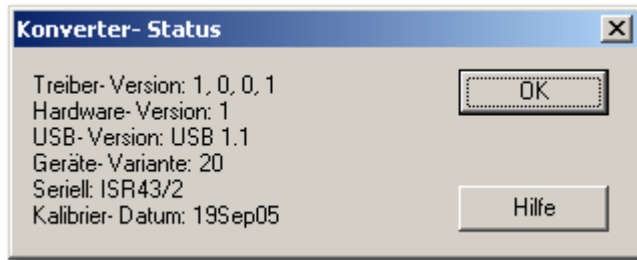 Konverter- Status
Treiber- Version: 1, 0, 0, 1
Hardware- Version: 1
USB- Version: USB 1.1
Geräte- Variante: 20
Seriell: ISR43/2
Kalibrier- Datum: 19Sep05
OK
Hilfe